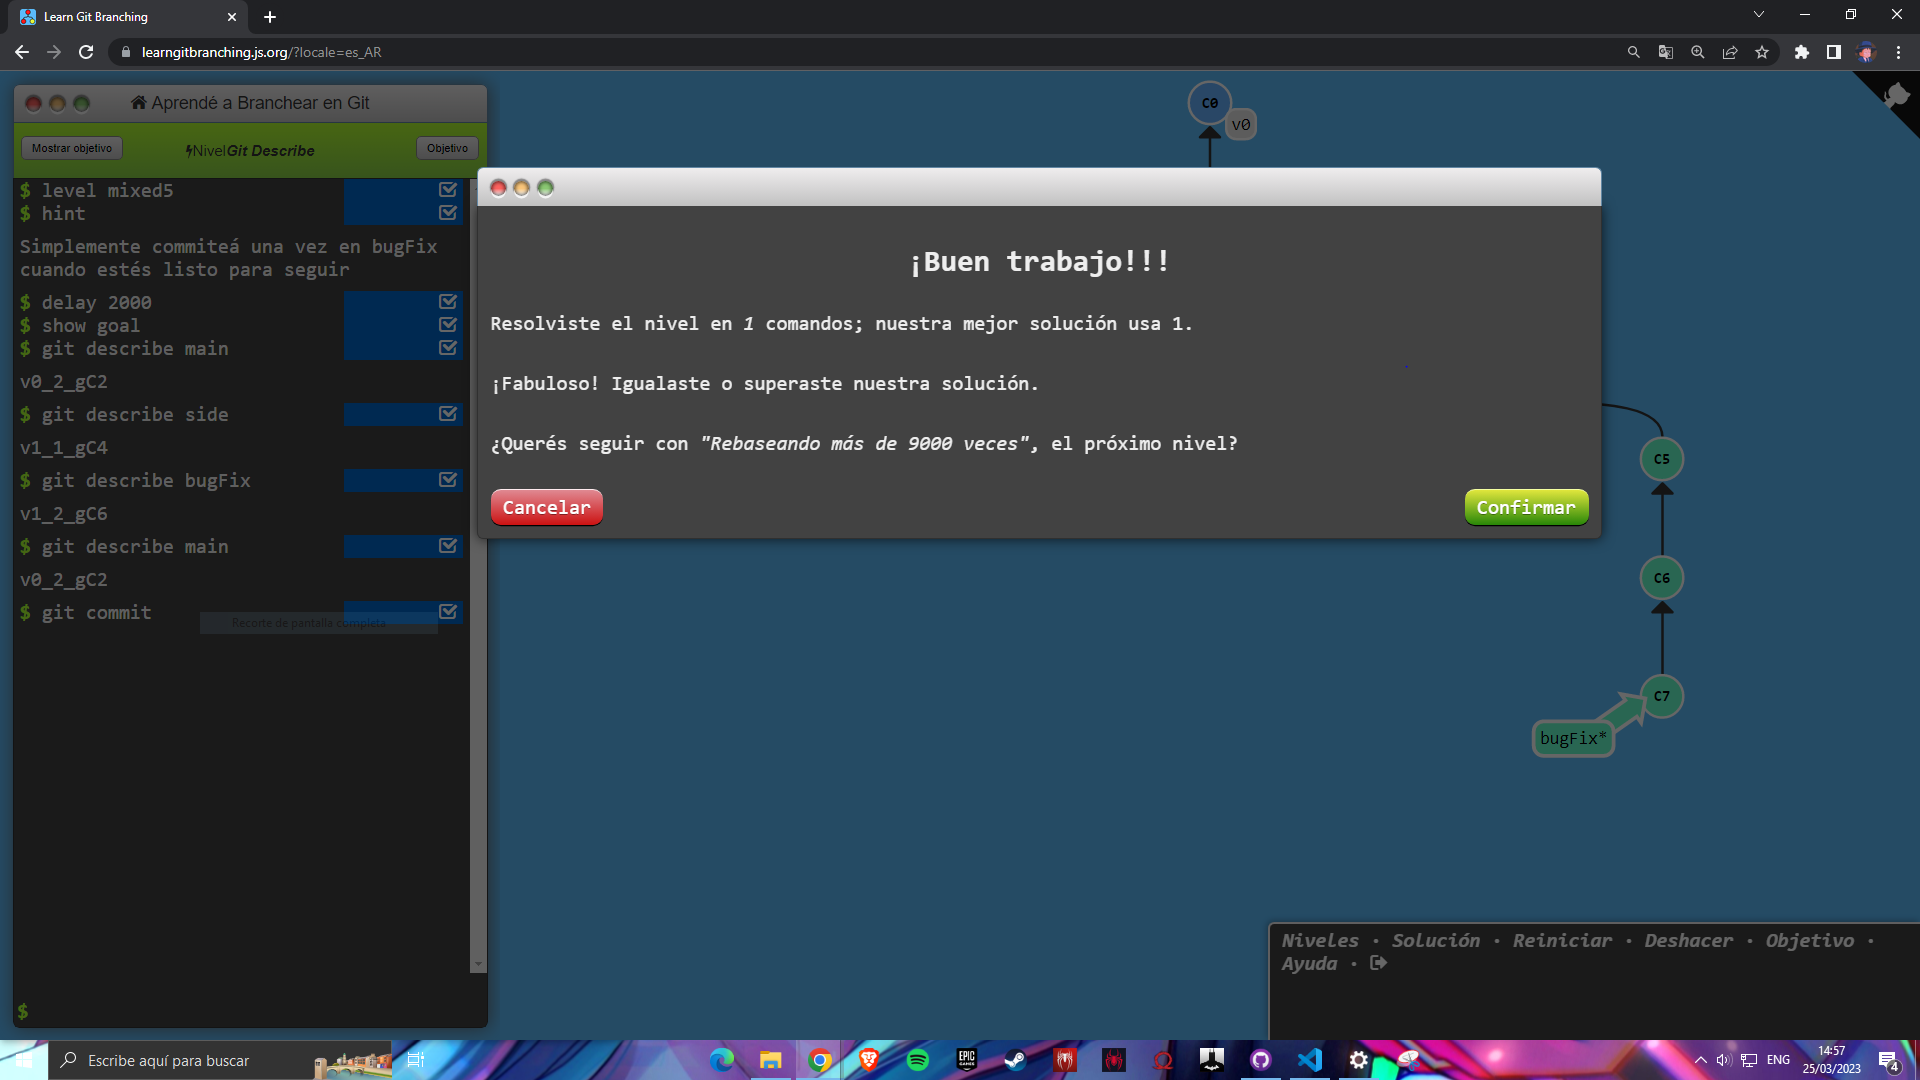 Learn Git Branching
learngitbranching.js.org/?locale=es_AR
Aprendé a Branchear en Git
Mostrar objetivo
NivelGit Describe
Objetivo
$ level mixed5
$ hint
Simplemente commiteá una vez en bugFix
cuando estés listo para seguir
$ delay 2000
$ show goal
$ git describe main
v0_2_gC2
$ git describe side
v1_1_gC4
$ git describe bugFix
v1_2_gC6
$ git describe main
v0_2_gC2
$ git commit
Recorte de pantalla completa
$
C0
v0
¡Buen trabajo!!!
Resolviste el nivel en 1 comandos; nuestra mejor solución usa 1.
¡Fabuloso! Igualaste o superaste nuestra solución.
¿Querés seguir con "Rebaseando más de 9000 veces", el próximo nivel?
Cancelar
Confirmar
C5
C6
C7
bugFix*
Niveles · Solución · Reiniciar · Deshacer · Objetivo ·
Ayuda ·
Escribe aquí para buscar
EPIC
GAMES
ENG
14:57
25/03/2023
4